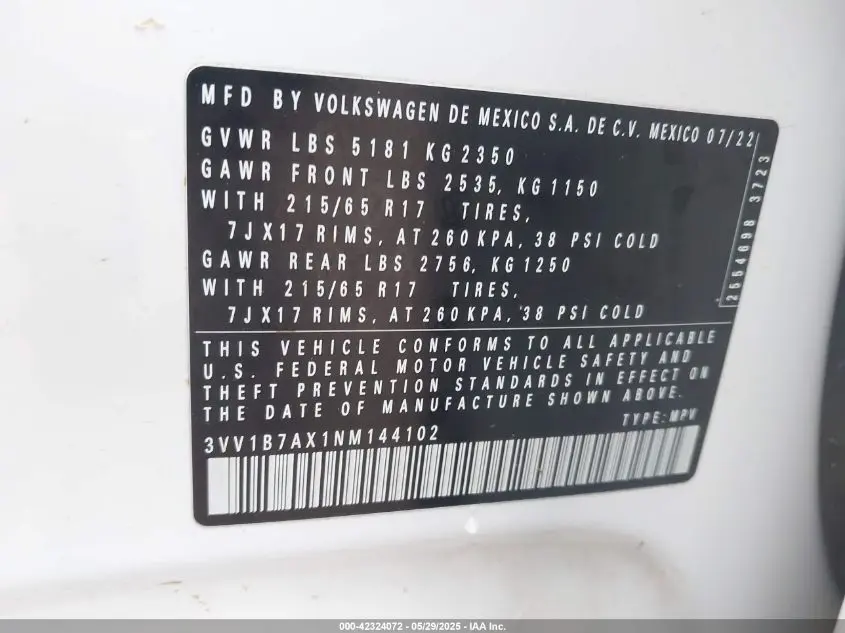 MFD BY VOLKSWAGEN DE MEXICO S.A. DE C.V. MEXICO 07/22
GVWR LBS 5181 KG 2350
GAWR FRONT LBS 2535, KG 1150
WITH 215/65 R17 TIRES,
7JX17 RIMS, AT 260 KPA, 38 PSI COLD
GAWR REAR LBS 2756, KG 1250
WITH 215/65 R17 TIRES,
7JX17 RIMS, AT 260 KPA, 38 PSI COLD
2554698 3723
THIS VEHICLE CONFORMS TO ALL APPLICABLE
U.S. FEDERAL MOTOR VEHICLE SAFETY AND
THEFT PREVENTION STANDARDS IN EFFECT ON
THE DATE OF MANUFACTURE SHOWN ABOVE.
TYPE: MPV
3VV1B7AX1NM144102
000-42324072 - 05/29/2025 - IAA Inc.